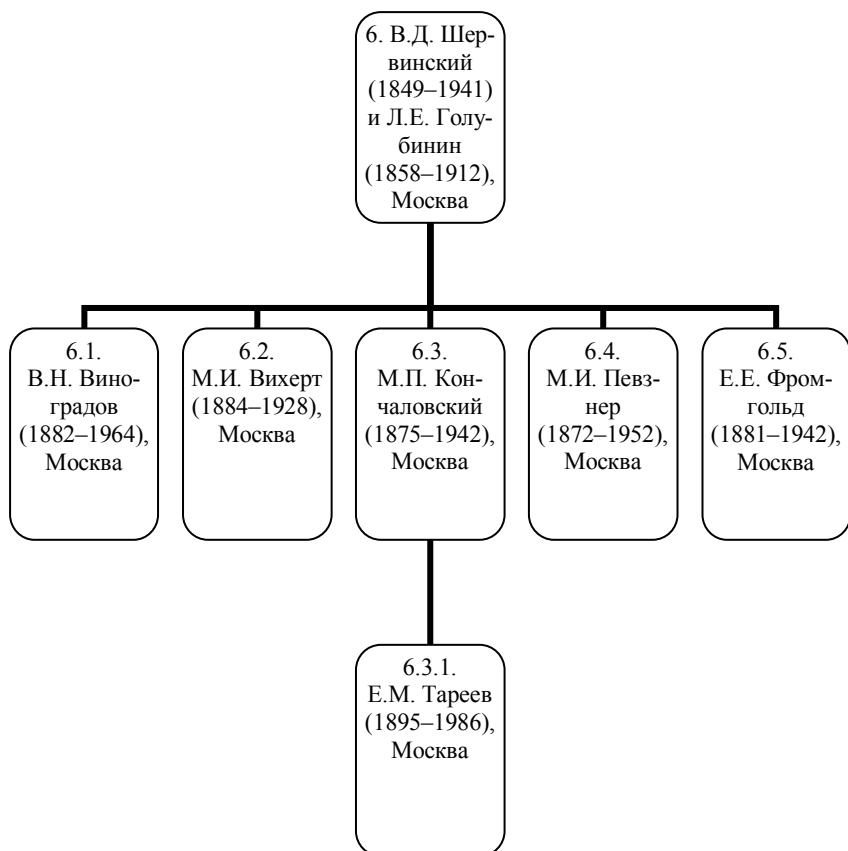 6. В.Д. Шер-
винский
(1849–1941)
и Л.Е. Голу-
бинин
(1858–1912),
Москва
6.1.
В.Н. Вино-
градов
(1882–1964),
Москва
6.2.
М.И. Вихерт
(1884–1928),
Москва
6.3.
М.П. Кон-
чаловский
(1875–1942),
Москва
6.4.
М.И. Певз-
нер
(1872–1952),
Москва
6.5.
Е.Е. Фром-
гольд
(1881–1942),
Москва
6.3.1.
Е.М. Тареев
(1895–1986),
Москва